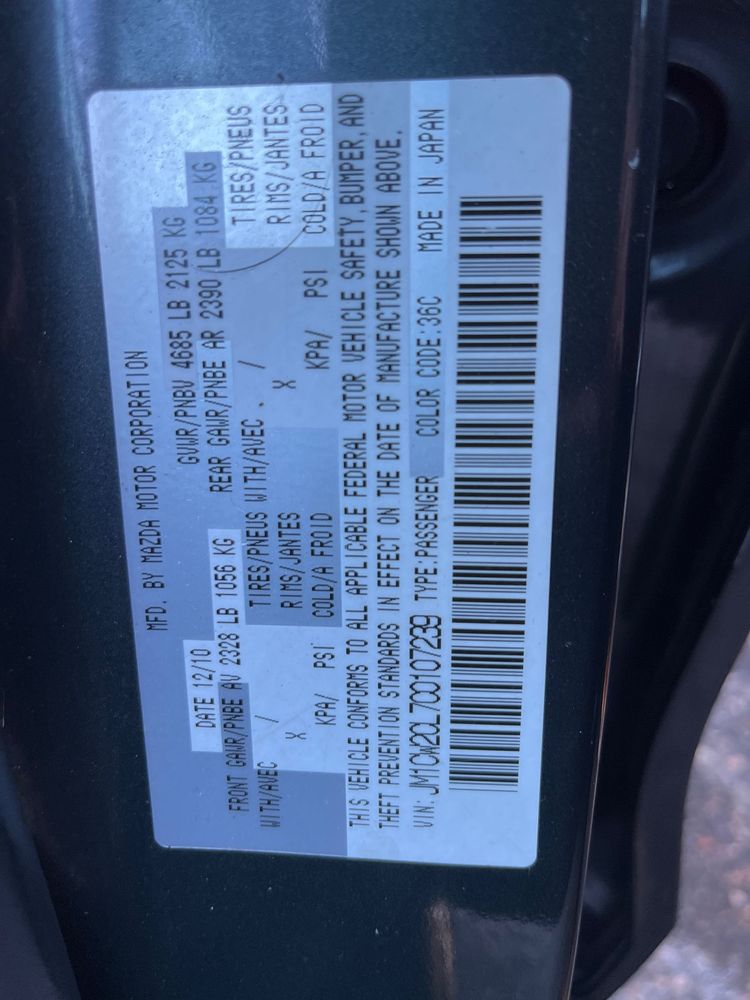 MFD. BY MAZDA MOTOR CORPORATION
DATE 12/10 GVWR/PNBV 4685 LB 2125 KG
FRONT GAWR/PNBE AV 2328 LB 1056 KG REAR GAWR/PNBE AR 2390 LB 1084 KG
WITH/AVEC / TIRES/PNEUS WITH/AVEC . / TIRES/PNEUS
X RIMS/JANTES X RIMS/JANTES
KPA/ PSI COLD/A FROID KPA/ PSI COLD/A FROID
THIS VEHICLE CONFORMS TO ALL APPLICABLE FEDERAL MOTOR VEHICLE SAFETY, BUMPER, AND
THEFT PREVENTION STANDARDS IN EFFECT ON THE DATE OF MANUFACTURE SHOWN ABOVE.
VIN: JM1CW2CL7C0107239 TYPE:PASSENGER COLOR CODE:36C MADE IN JAPAN